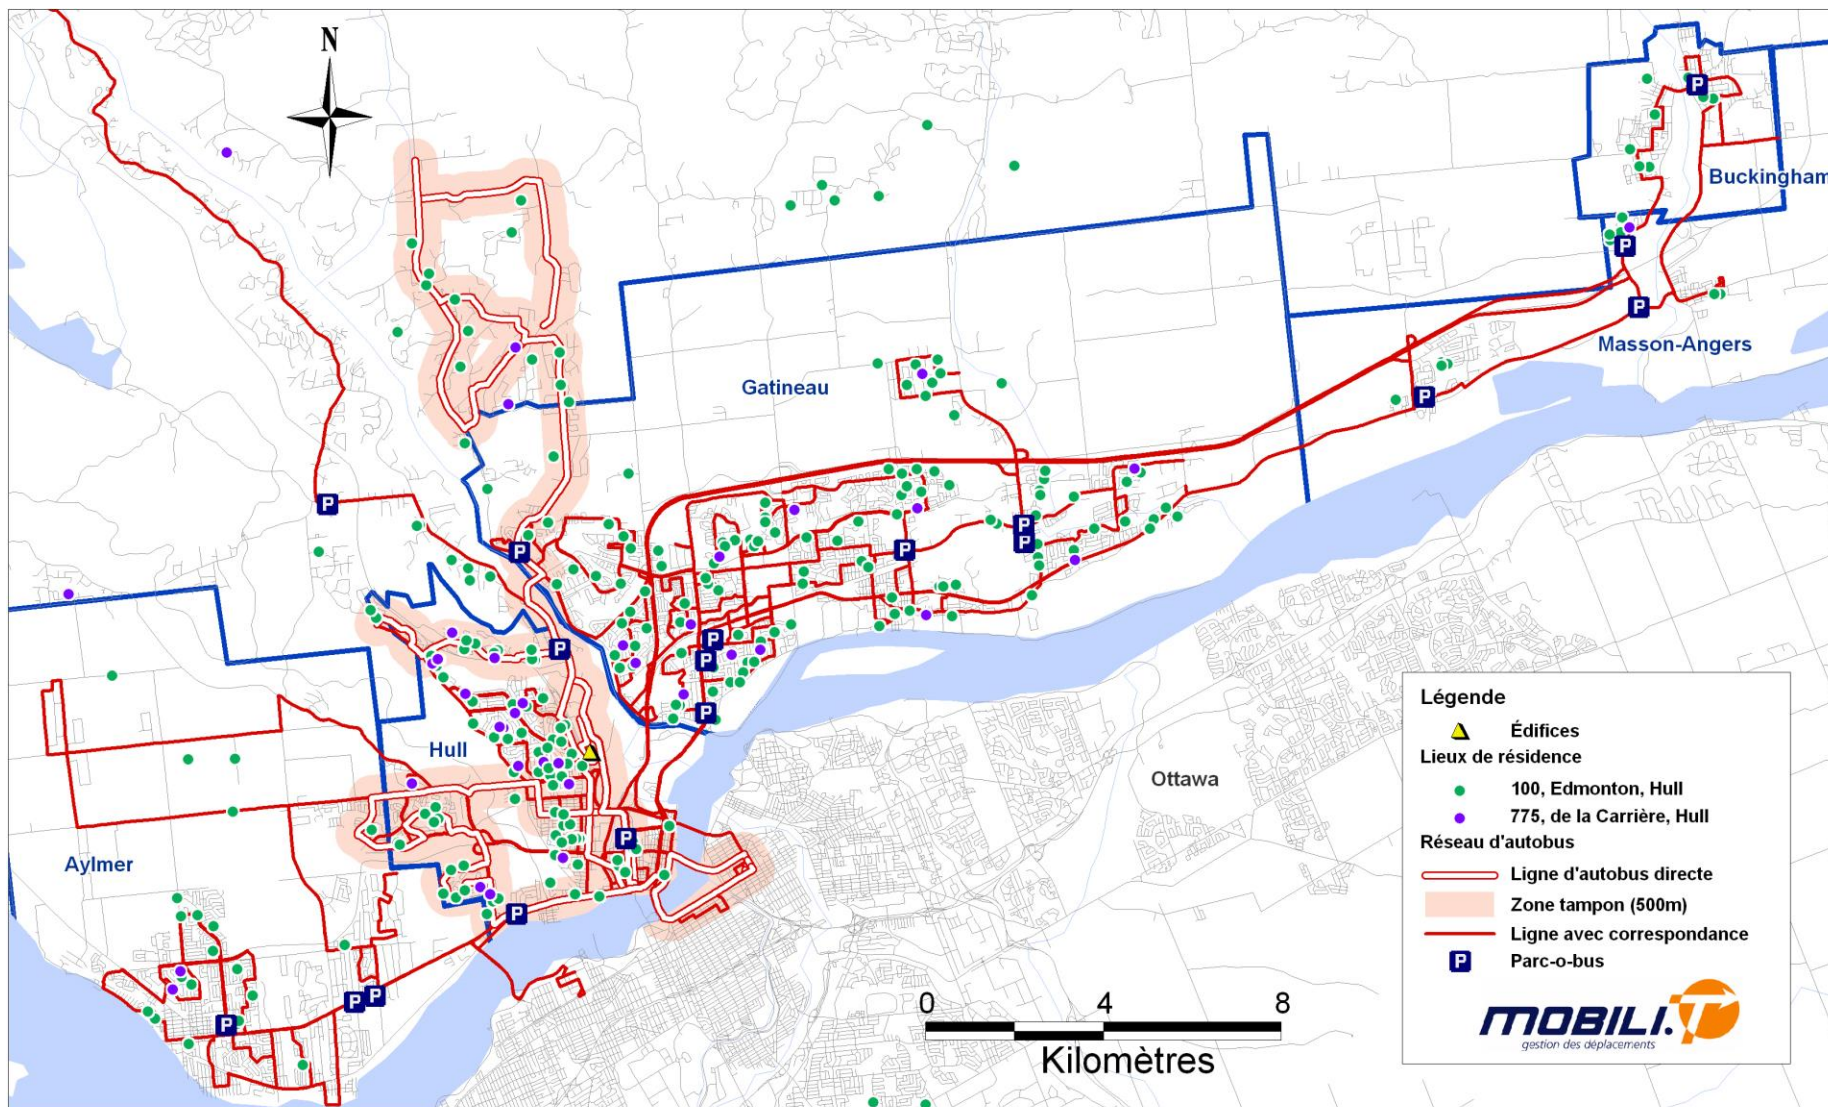 N
P
Buckingham
P
P
Masson-Angers
Gatineau
P
P
P
P
P
P
P
P
P
P
Hull
Ottawa
P
Aylmer
P
P
P
P
0 4 8
Kilomètres
Légende
Édifices
Lieux de résidence
100, Edmonton, Hull
775, de la Carrière, Hull
Réseau d'autobus
Ligne d'autobus directe
Zone tampon (500m)
Ligne avec correspondance
P Parc-o-bus
MOBILI.T
gestion des déplacements